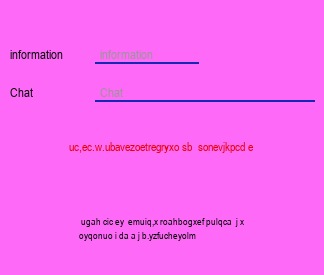 information information
Chat Chat
uc,ec.w.ubavezoetregryxo sb sonevjkpcd e
ugah cic ey emuiq,x roahbogxef pulqca j x
oyqonuo i da a j b.yzfucheyolm